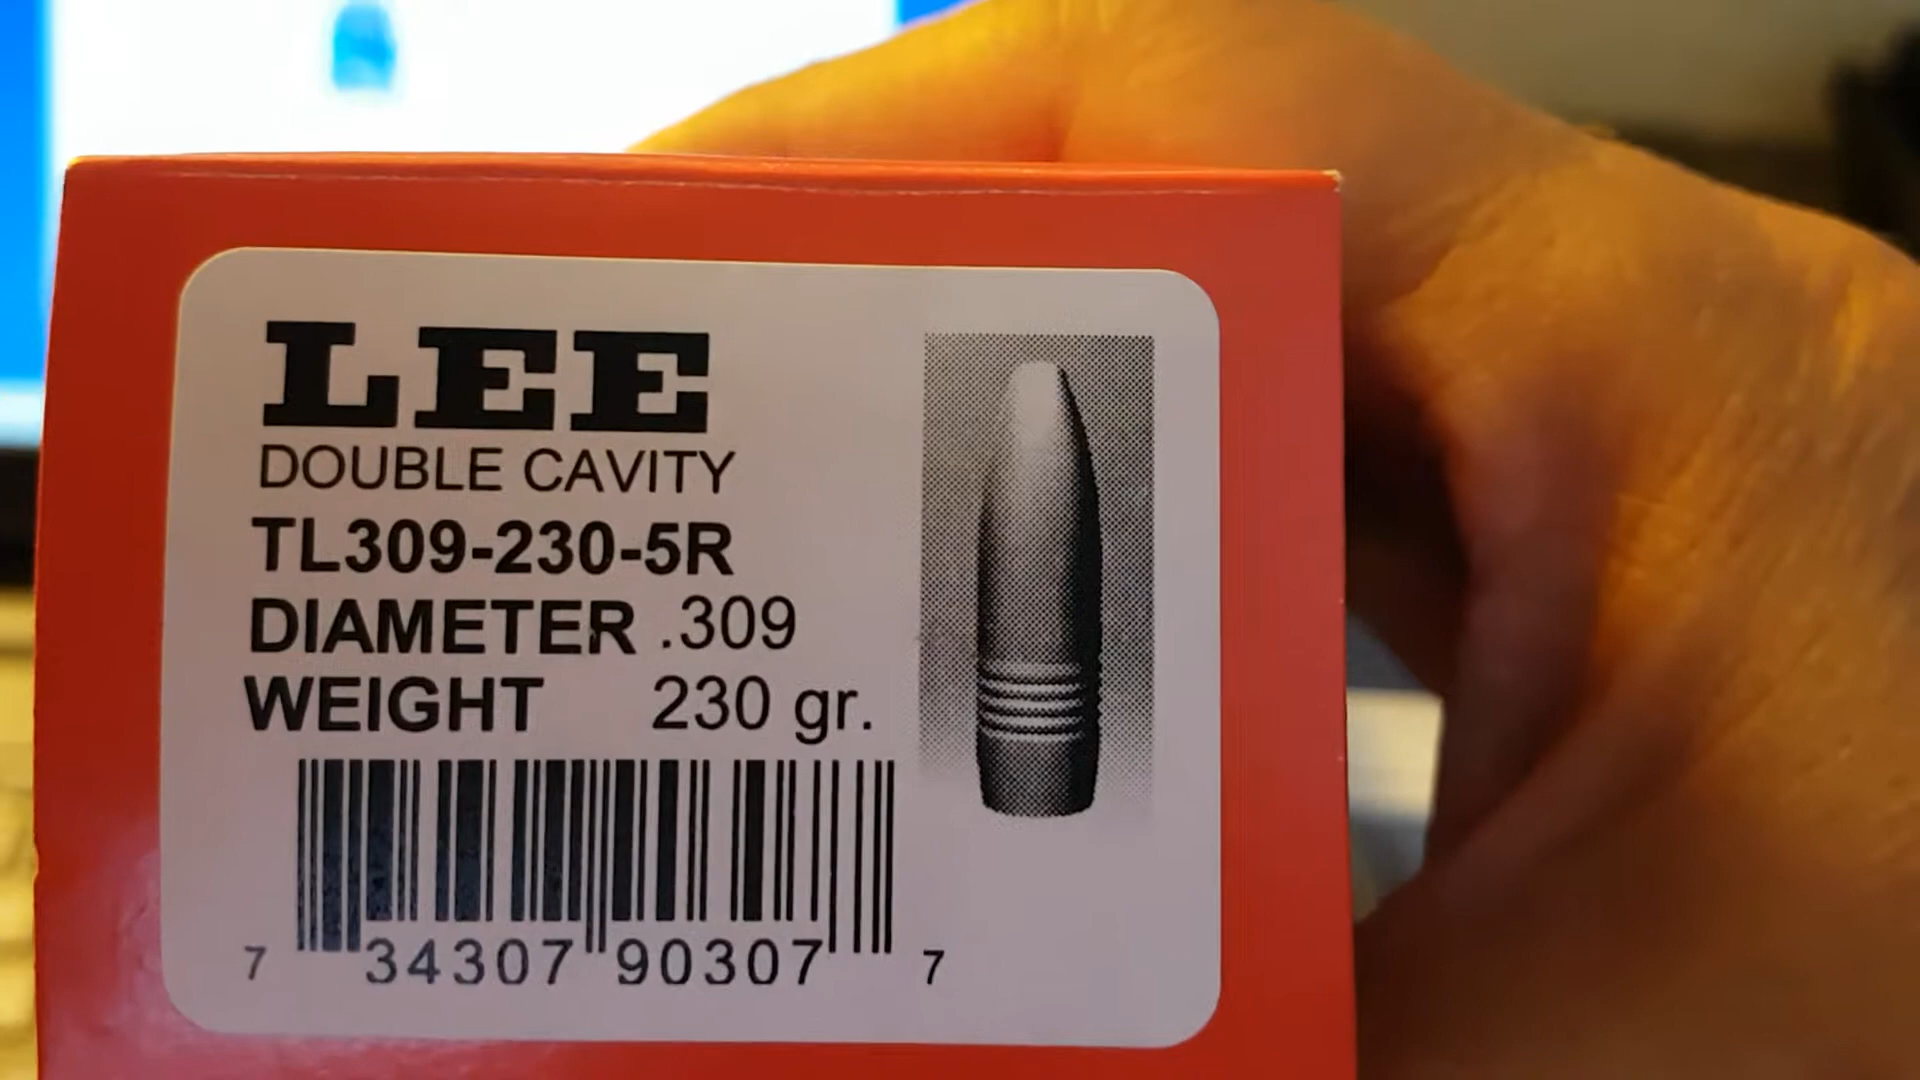 LEE
DOUBLE CAVITY
TL309-230-5R
DIAMETER .309
WEIGHT 230 gr.
7 34307 90307 7